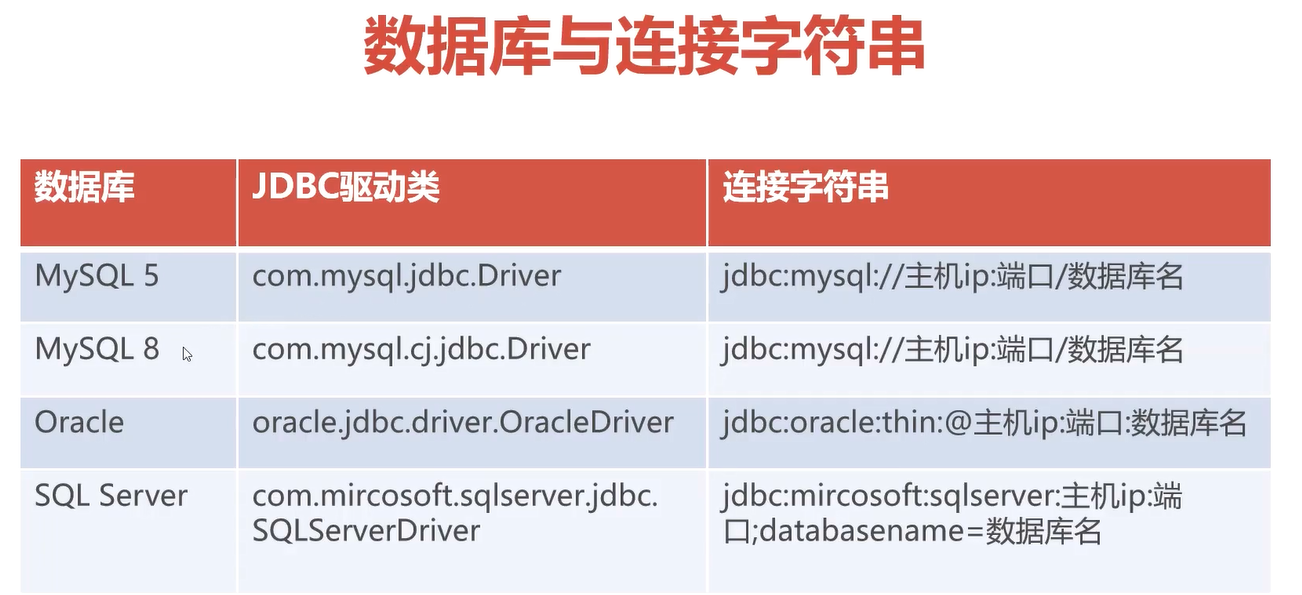 数据库与连接字符串
数据库 JDBC驱动类 连接字符串
MySQL 5 com.mysql.jdbc.Driver jdbc:mysql://主机ip:端口/数据库名
MySQL 8 com.mysql.cj.jdbc.Driver jdbc:mysql://主机ip:端口/数据库名
Oracle oracle.jdbc.driver.OracleDriver jdbc:oracle:thin:@主机ip:端口:数据库名
SQL Server com.mircosoft.sqlserver.jdbc. jdbc:mircosoft:sqlserver:主机ip:端
SQLServerDriver 口;databasename=数据库名